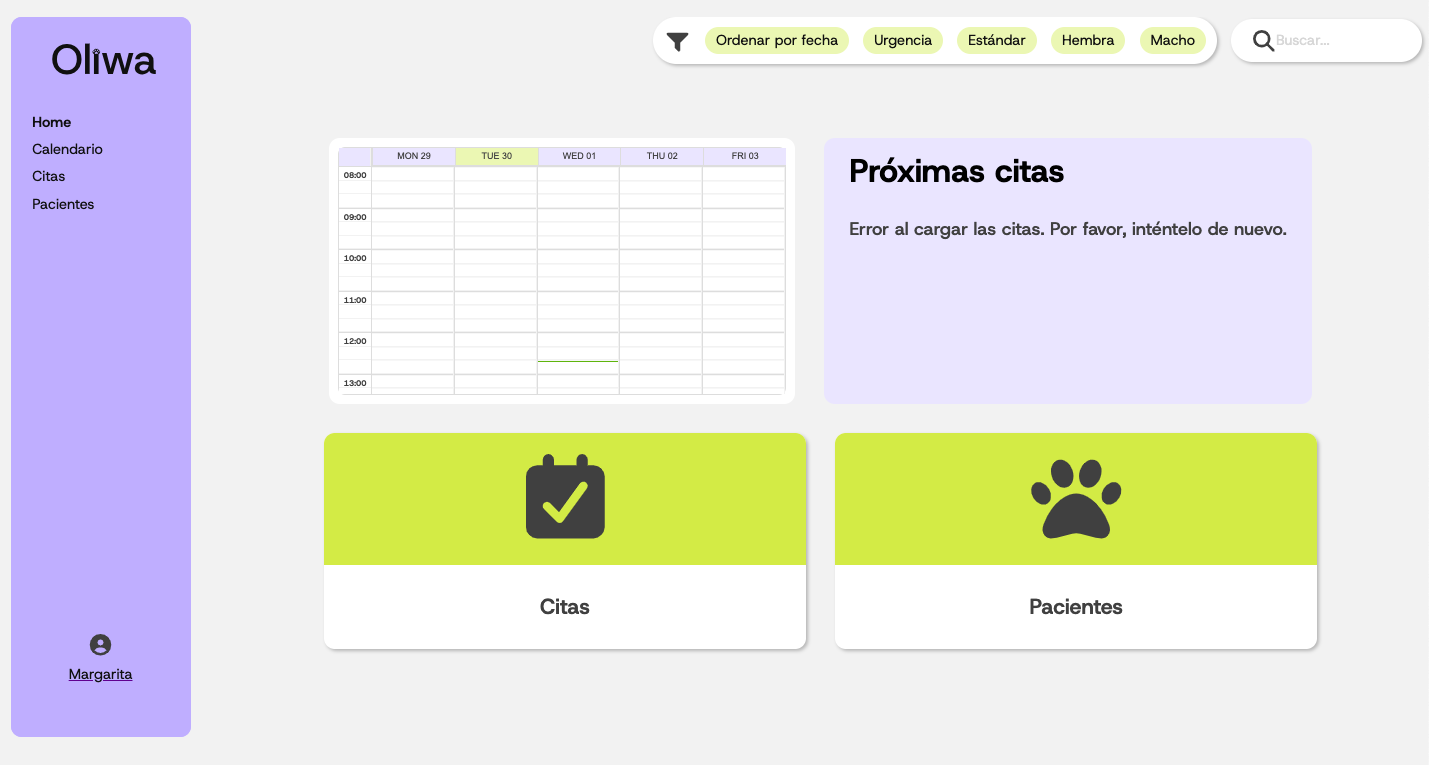 Oliwa
Home
Calendario
Citas
Pacientes
Margarita
Ordenar por fecha Urgencia Estándar Hembra Macho
Buscar...
MON 29 TUE 30 WED 01 THU 02 FRI 03
08:00
09:00
10:00
11:00
12:00
13:00
Próximas citas
Error al cargar las citas. Por favor, inténtelo de nuevo.
Citas
Pacientes